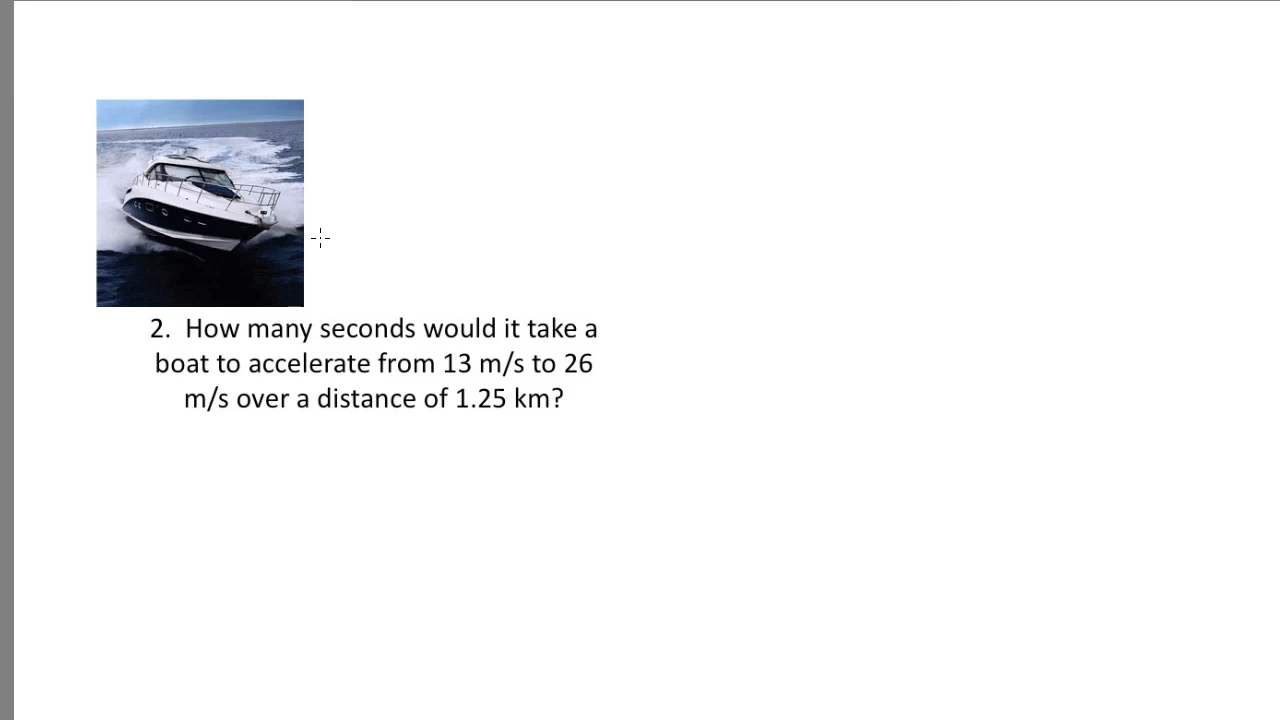 2. How many seconds would it take a
boat to accelerate from 13 m/s to 26
m/s over a distance of 1.25 km?